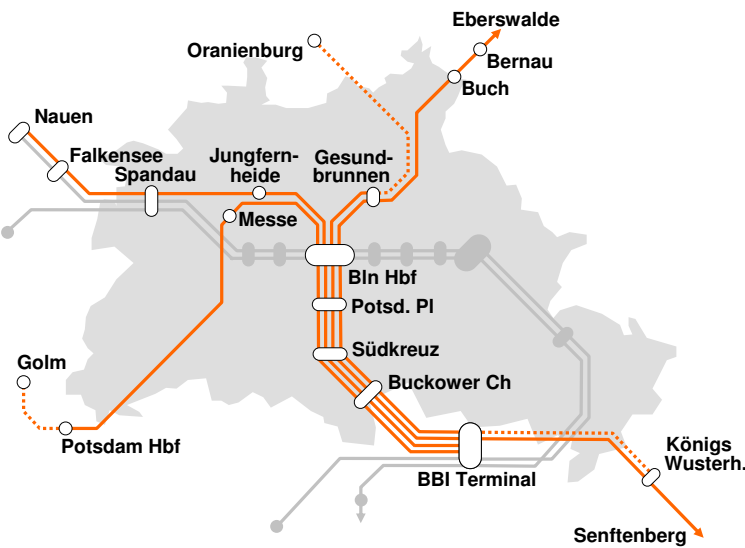 Eberswalde
Oranienburg
Bernau
Buch
Nauen
Falkensee
Spandau
Jungfern-
heide
Gesund-
brunnen
Messe
Bln Hbf
Potsd. Pl
Südkreuz
Golm
Buckower Ch
Potsdam Hbf
Königs
Wusterh.
BBI Terminal
Senftenberg